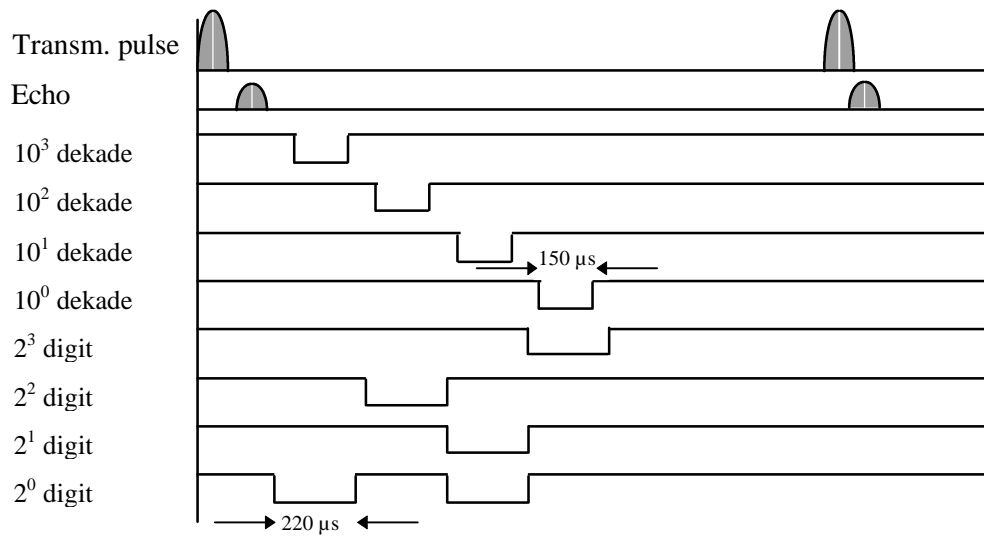 Transm. pulse
Echo
10³ dekade
10² dekade
10¹ dekade
150 µs
10⁰ dekade
2³ digit
2² digit
2¹ digit
2⁰ digit
220 µs